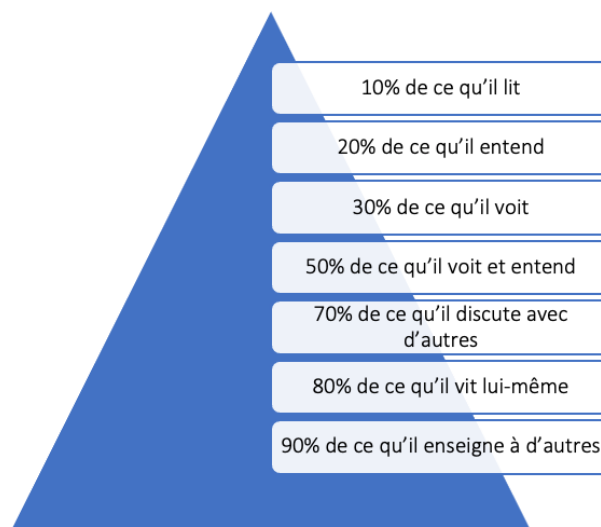 10% de ce qu’il lit
20% de ce qu’il entend
30% de ce qu’il voit
50% de ce qu’il voit et entend
70% de ce qu’il discute avec
d’autres
80% de ce qu’il vit lui-même
90% de ce qu’il enseigne à d’autres